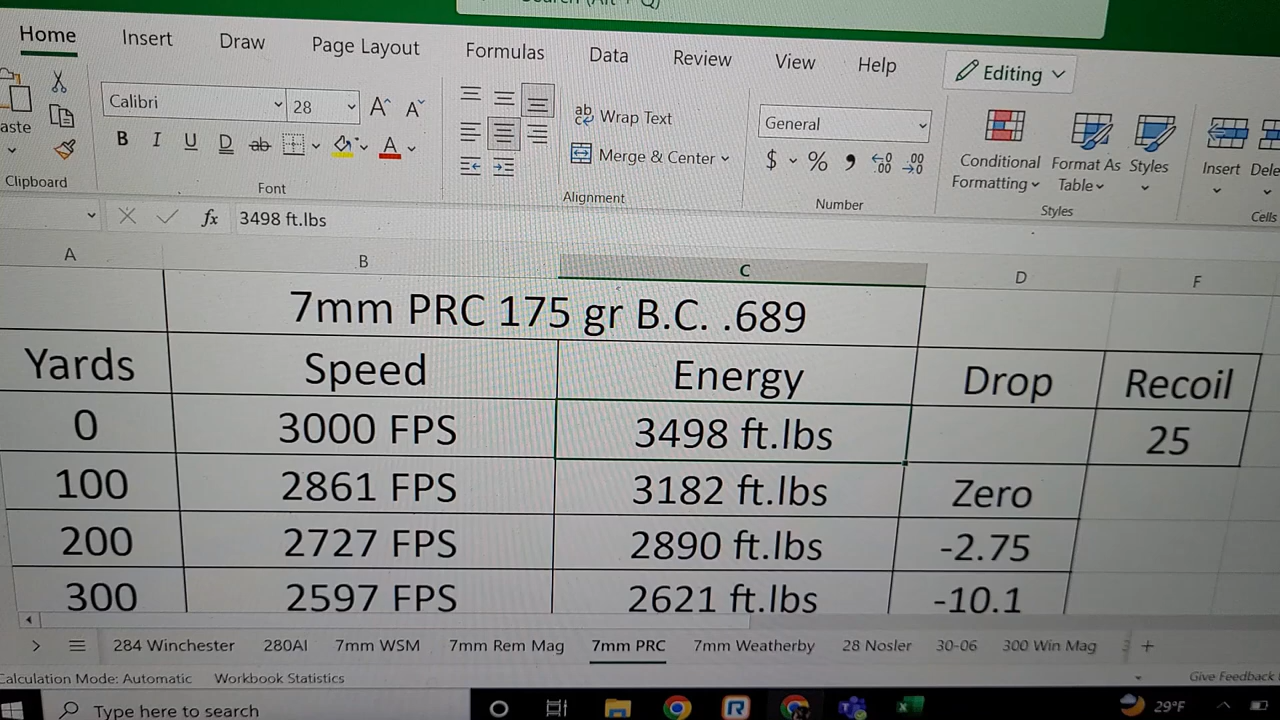 Home Insert Draw Page Layout Formulas Data Review View Help Editing
Calibri 28 A A ab Wrap Text General Conditional Format As Styles Insert
B I U D ab A Merge & Center $ % Formatting Table
Clipboard Font Alignment Number Styles Cells
fx 3498 ft.lbs
A B C D F
7mm PRC 175 gr B.C. .689
Yards Speed Energy Drop Recoil
0 3000 FPS 3498 ft.lbs 25
100 2861 FPS 3182 ft.lbs Zero
200 2727 FPS 2890 ft.lbs -2.75
300 2597 FPS 2621 ft.lbs -10.1
284 Winchester 280AI 7mm WSM 7mm Rem Mag 7mm PRC 7mm Weatherby 28 Nosler 30-06 300 Win Mag
Calculation Mode: Automatic Workbook Statistics Give Feedback
Type here to search 29°F